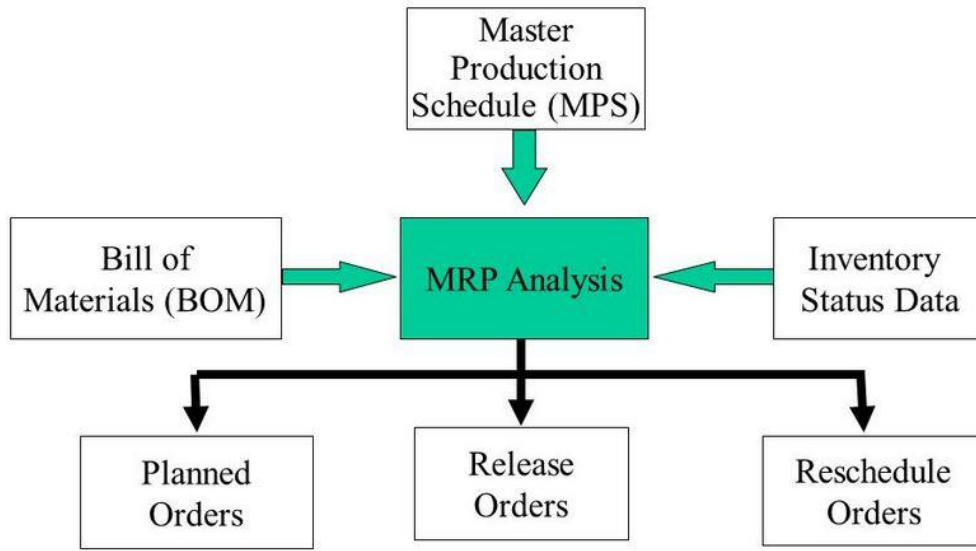 Master
Production
Schedule (MPS)
Bill of
Materials (BOM)
MRP Analysis
Inventory
Status Data
Planned
Orders
Release
Orders
Reschedule
Orders